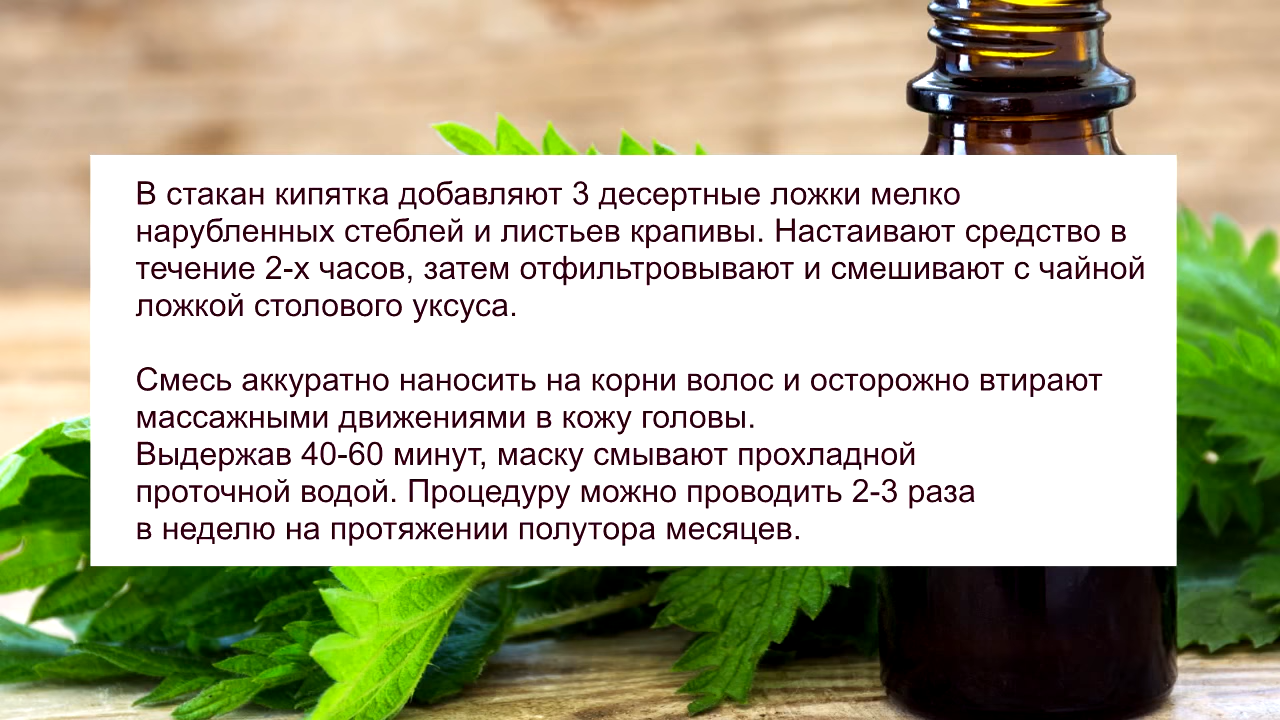 В стакан кипятка добавляют 3 десертные ложки мелко
нарубленных стеблей и листьев крапивы. Настаивают средство в
течение 2-х часов, затем отфильтровывают и смешивают с чайной
ложкой столового уксуса.
Смесь аккуратно наносить на корни волос и осторожно втирают
массажными движениями в кожу головы.
Выдержав 40-60 минут, маску смывают прохладной
проточной водой. Процедуру можно проводить 2-3 раза
в неделю на протяжении полутора месяцев.